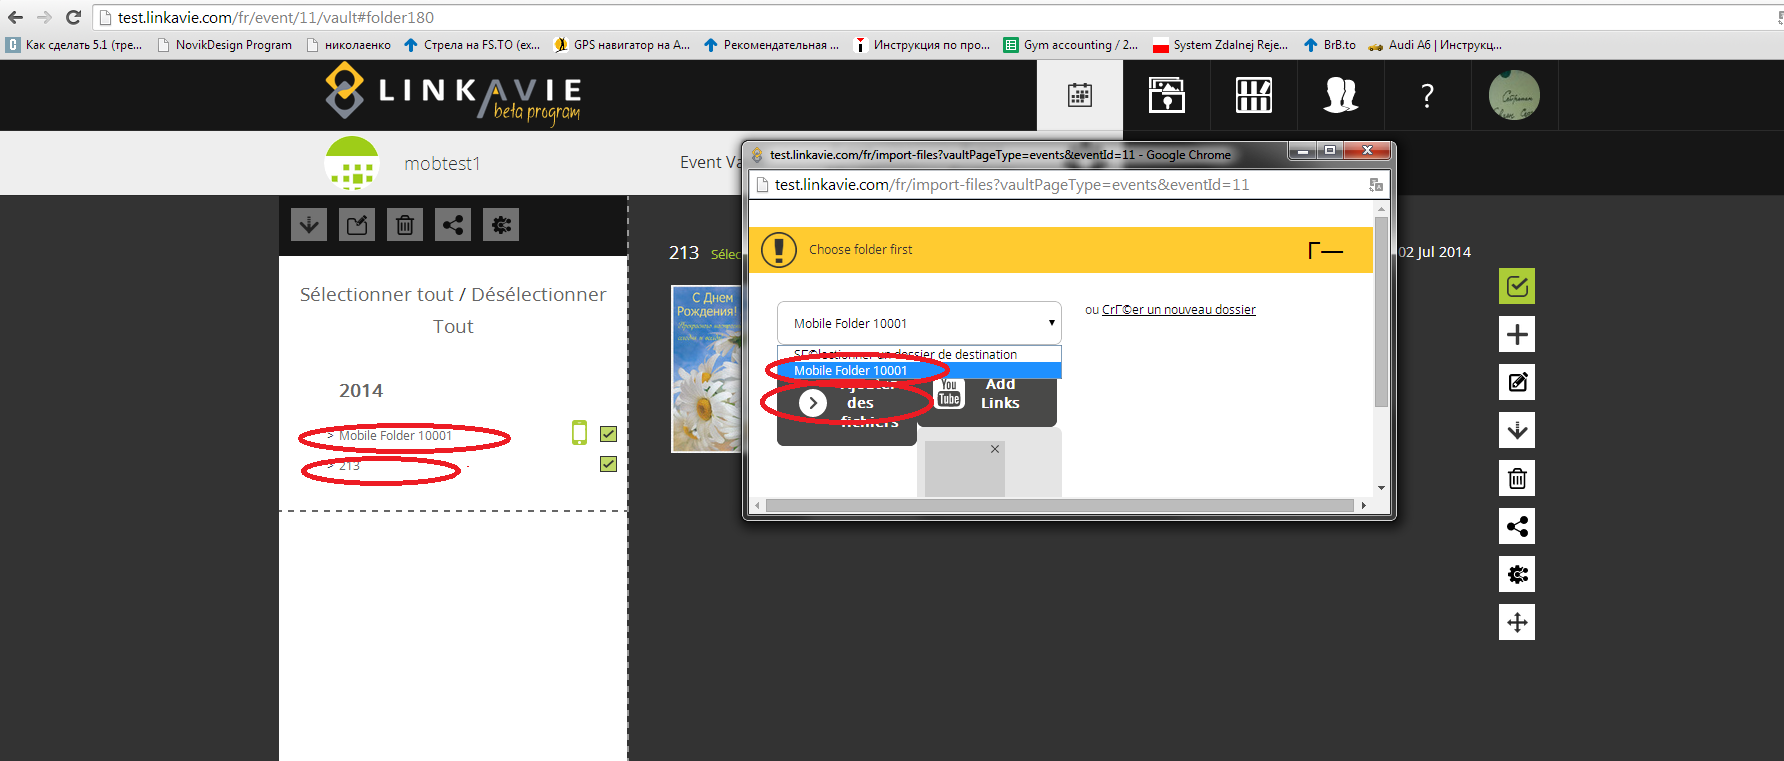 test.linkavie.com/fr/event/11/vault#folder180
Как сделать 5.1 (тре...
NovikDesign Program
николаенко
Стрела на FS.TO (ex...
GPS навигатор на А...
Рекомендательная ...
Инструкция по про...
Gym accounting / 2...
System Zdalnej Reje...
BrB.to
Audi A6 | Инструкц...
LINKAVIE
beta program
?
mobtest1
Event Va
test.linkavie.com/fr/import-files?vaultPageType=events&eventId=11 - Google Chrome
test.linkavie.com/fr/import-files?vaultPageType=events&eventId=11
Choose folder first
Г—
Mobile Folder 10001
ou CrГ©er un nouveau dossier
SГ©lectionner un dossier de destination
Mobile Folder 10001
Ajouter
des
fichiers
You
Tube
Add
Links
Sélectionner tout / Désélectionner
Tout
2014
> Mobile Folder 10001
> 213
213
Sélec
02 Jul 2014
С Днем
Рождения!